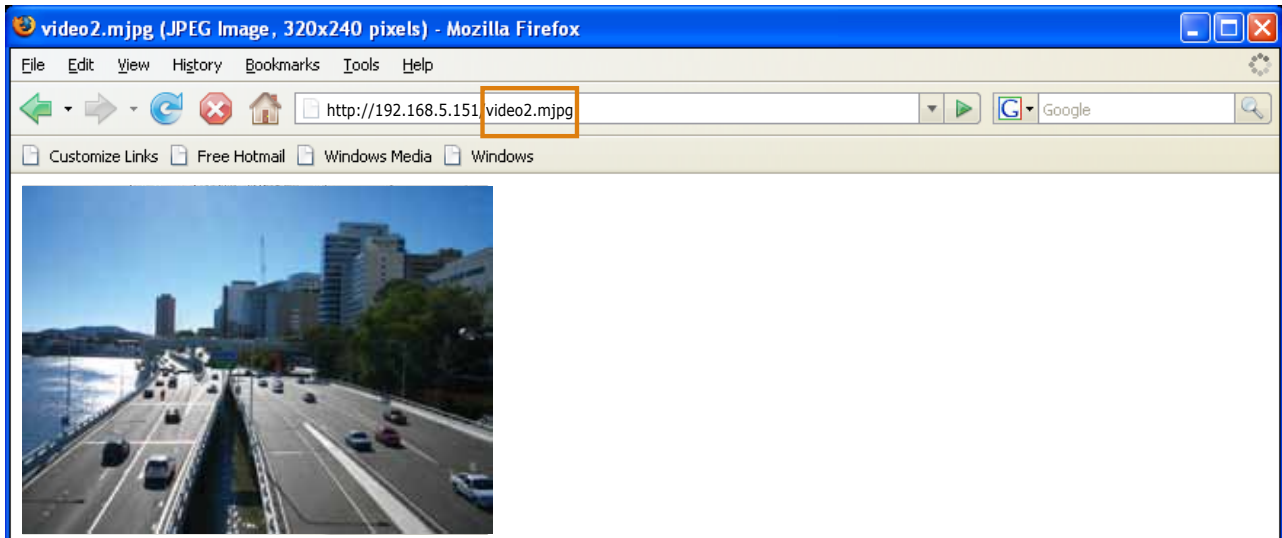 video2.mjpg (JPEG Image, 320x240 pixels) - Mozilla Firefox
File Edit View History Bookmarks Tools Help
http://192.168.5.151/video2.mjpg G Google
Customize Links Free Hotmail Windows Media Windows